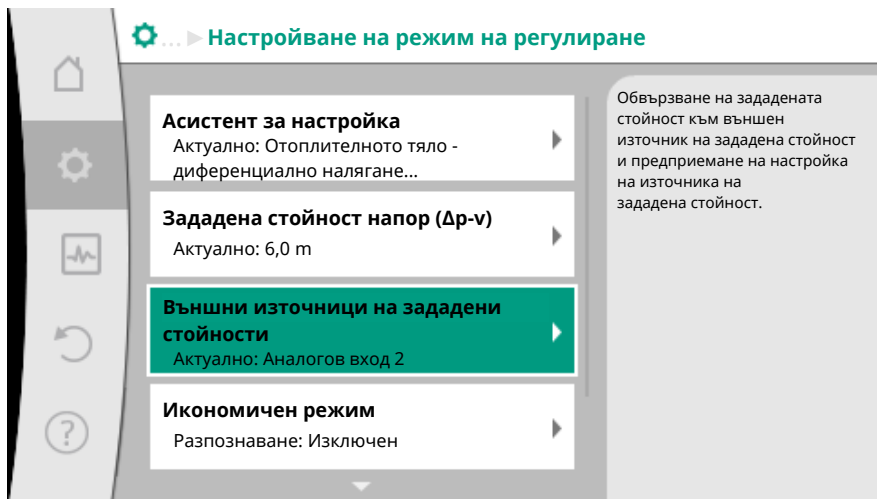 ... Настройване на режим на регулиране
Асистент за настройка
Актуално: Отоплителното тяло -
диференциално налягане...
Зададена стойност напор (Δp-v)
Актуално: 6,0 m
Външни източници на зададени
стойности
Актуално: Аналогов вход 2
Икономичен режим
Разпознаване: Изключен
Обвързване на зададената
стойност към външен
източник на зададена стойност
и предприемане на настройка
на източника на
зададена стойност.
?